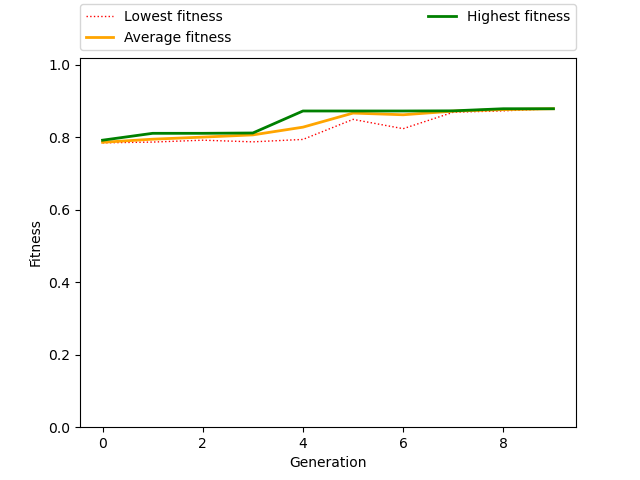 Lowest fitness
Average fitness
Highest fitness
1.0
0.8
0.6
0.4
0.2
0.0
Fitness
0 2 4 6 8
Generation